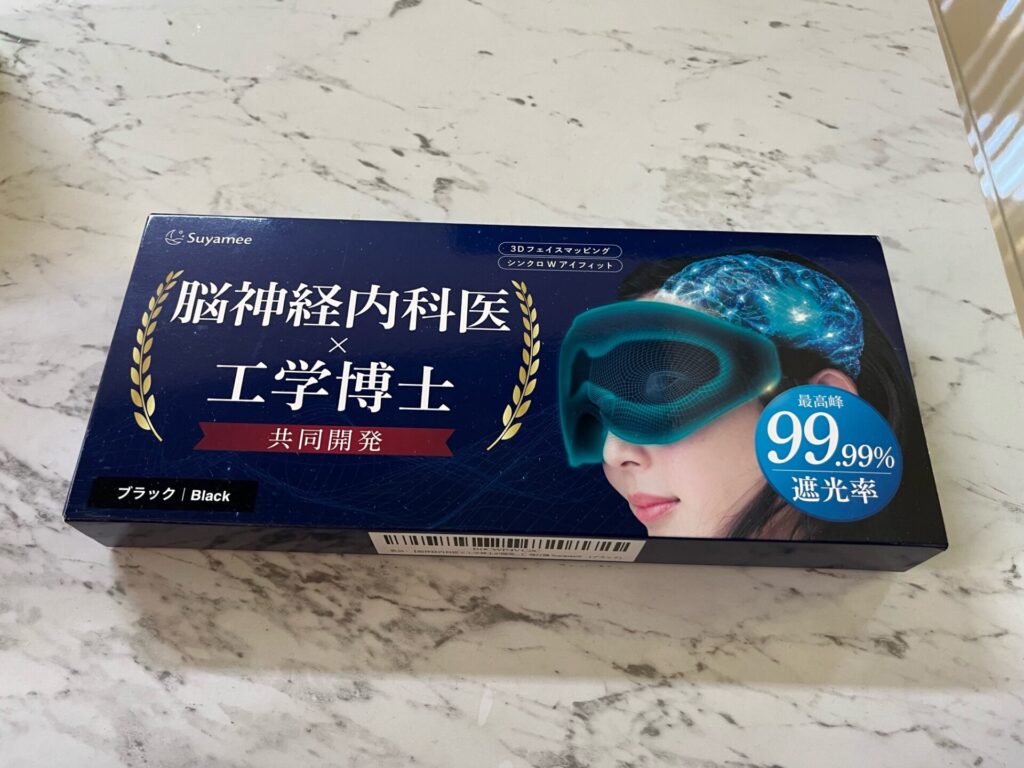 Suyamee
3Dフェイスマッピング
シンクロWアイフィット
脳神経内科医
×
工学博士
共同開発
最高峰
99.99%
遮光率
ブラック | Black